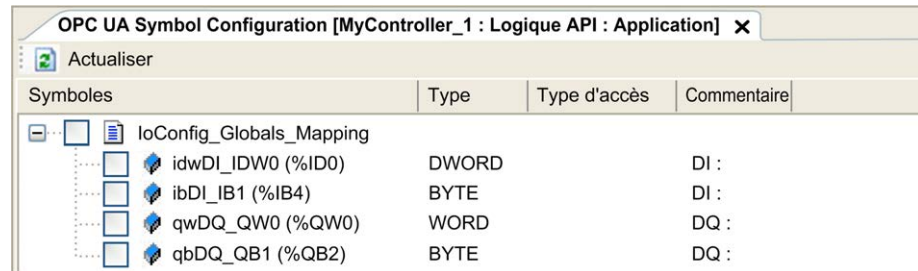 OPC UA Symbol Configuration [MyController_1 : Logique API : Application]
Actualiser
Symboles Type Type d'accès Commentaire
IoConfig_Globals_Mapping
idwDI_IDW0 (%ID0) DWORD DI :
ibDI_IB1 (%IB4) BYTE DI :
qwDQ_QW0 (%QW0) WORD DQ :
qbDQ_QB1 (%QB2) BYTE DQ :